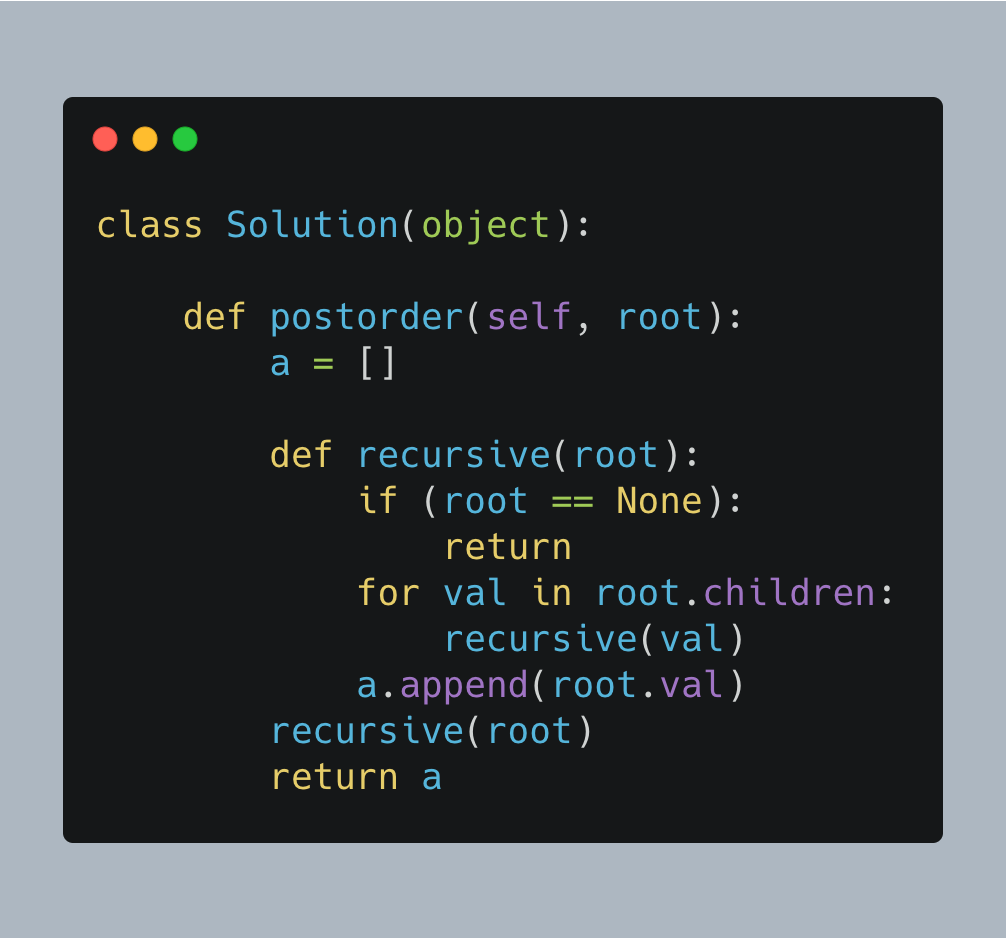 class Solution(object):

    def postorder(self, root):
        a = []

        def recursive(root):
            if (root == None):
                return
            for val in root.children:
                recursive(val)
            a.append(root.val)
        recursive(root)
        return a